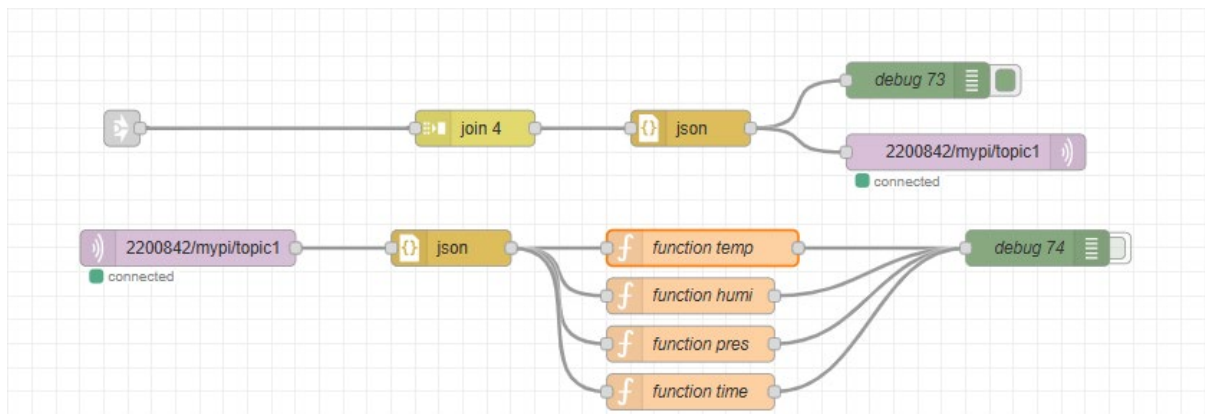 debug 73
join 4
json
2200842/mypi/topic1
connected
2200842/mypi/topic1
json
function temp
debug 74
connected
function humi
function pres
function time